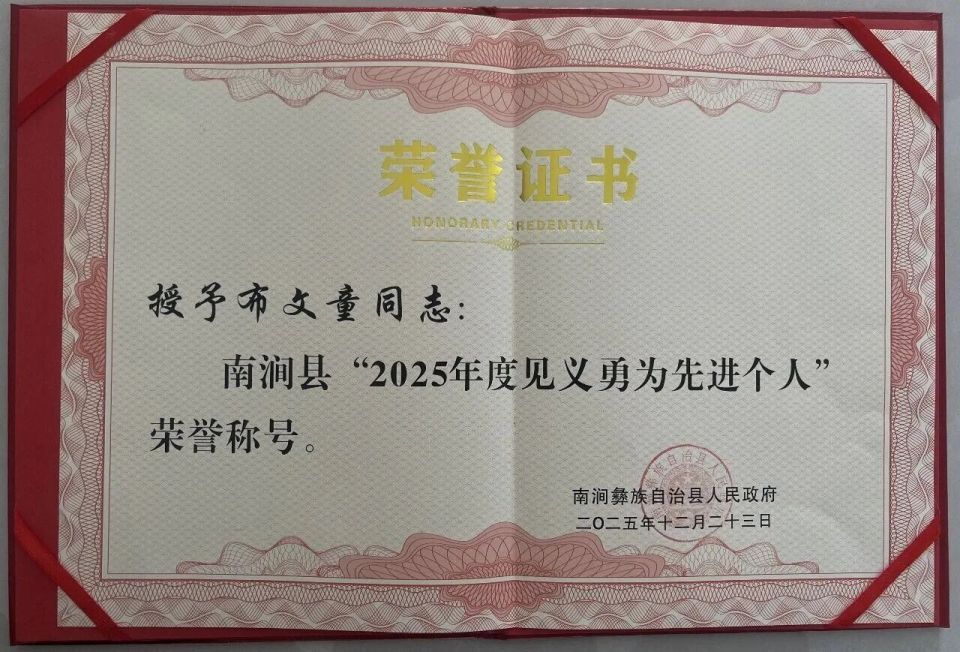 荣誉证书
HONORARY CREDENTIAL
授予布文童同志:
南涧县“2025年度见义勇为先进个人”
荣誉称号。
南涧彝族自治县人民政府
二〇二五年十二月二十三日